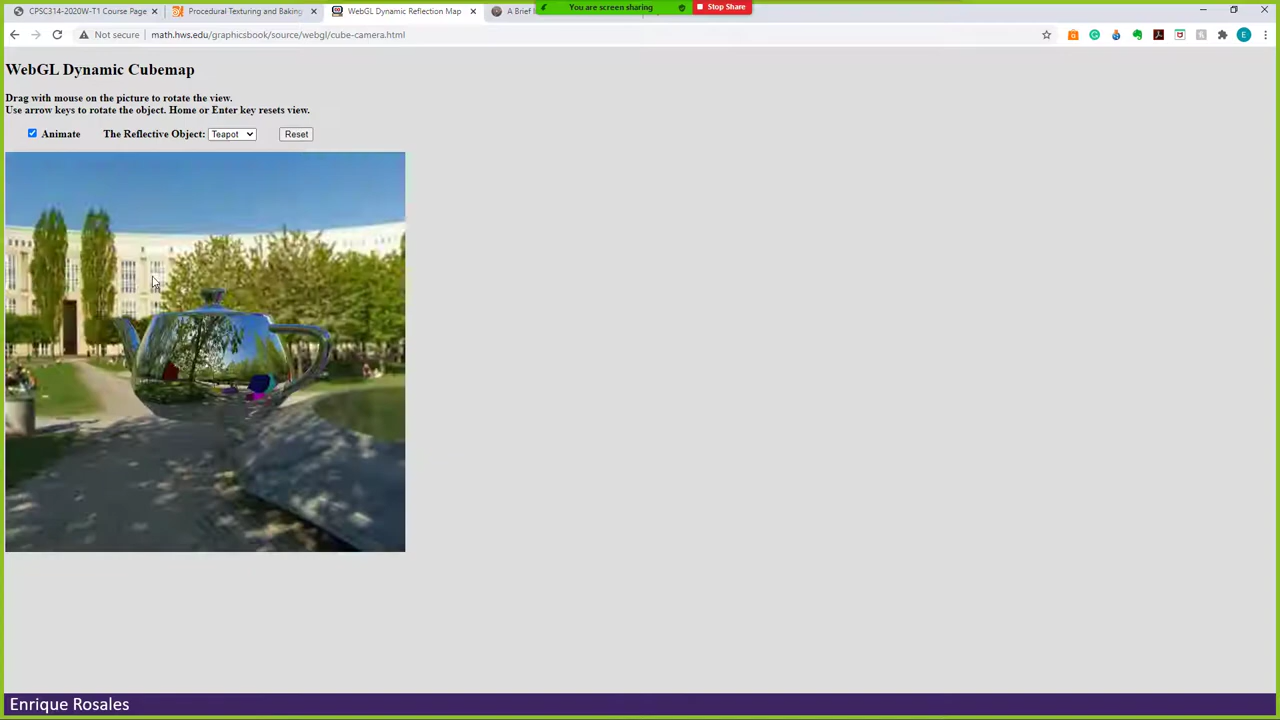 CPSC314-2020W-T1 Course Page
Procedural Texturing and Baking
WebGL Dynamic Reflection Map
A Brief
You are screen sharing
Stop Share
Not secure
math.hws.edu/graphicsbook/source/webgl/cube-camera.html
E
WebGL Dynamic Cubemap
Drag with mouse on the picture to rotate the view.
Use arrow keys to rotate the object. Home or Enter key resets view.
Animate The Reflective Object: Teapot Reset
Enrique Rosales